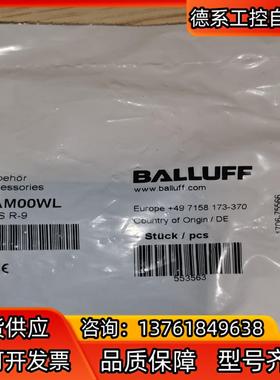 德系工控自
behör
cessories
AM00WL
S R-9
CE
BALLUFF
www.balluff.com
Europe +49 7158 173-370
Country of Origin / DE
Stück / pcs
553563
货供应
咨询：13761849638
可开发票
品质保障
型号齐